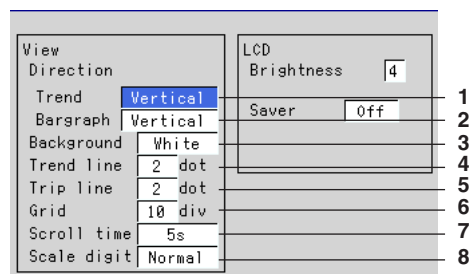 View
Direction
Trend Vertical
Bargraph Vertical
Background White
Trend line 2 dot
Trip line 2 dot
Grid 10 div
Scroll time 5s
Scale digit Normal
LCD
Brightness 4
Saver Off
1
2
3
4
5
6
7
8